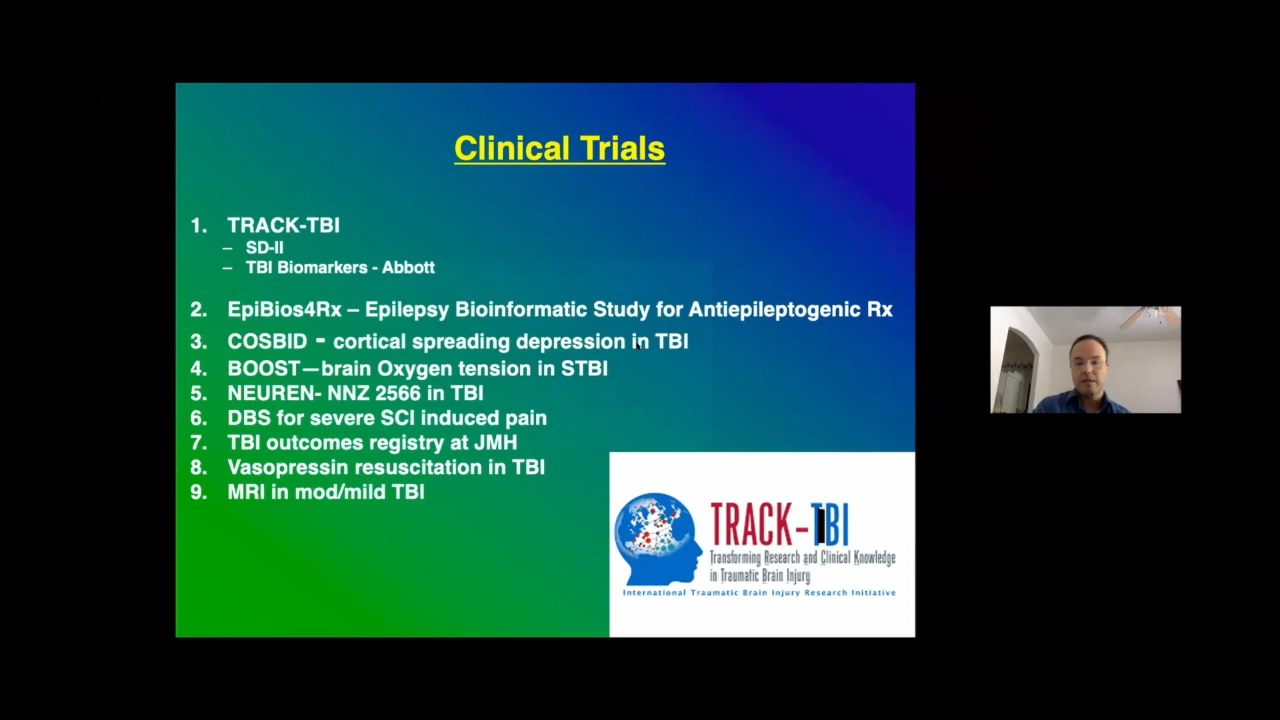 Clinical Trials
1. TRACK-TBI
– SD-II
– TBI Biomarkers - Abbott
2. EpiBios4Rx – Epilepsy Bioinformatic Study for Antiepileptogenic Rx
3. COSBID - cortical spreading depression in TBI
4. BOOST—brain Oxygen tension in STBI
5. NEUREN- NNZ 2566 in TBI
6. DBS for severe SCI induced pain
7. TBI outcomes registry at JMH
8. Vasopressin resuscitation in TBI
9. MRI in mod/mild TBI
TRACK-TBI
Transforming Research and Clinical Knowledge
in Traumatic Brain Injury
International Traumatic Brain Injury Research Initiative